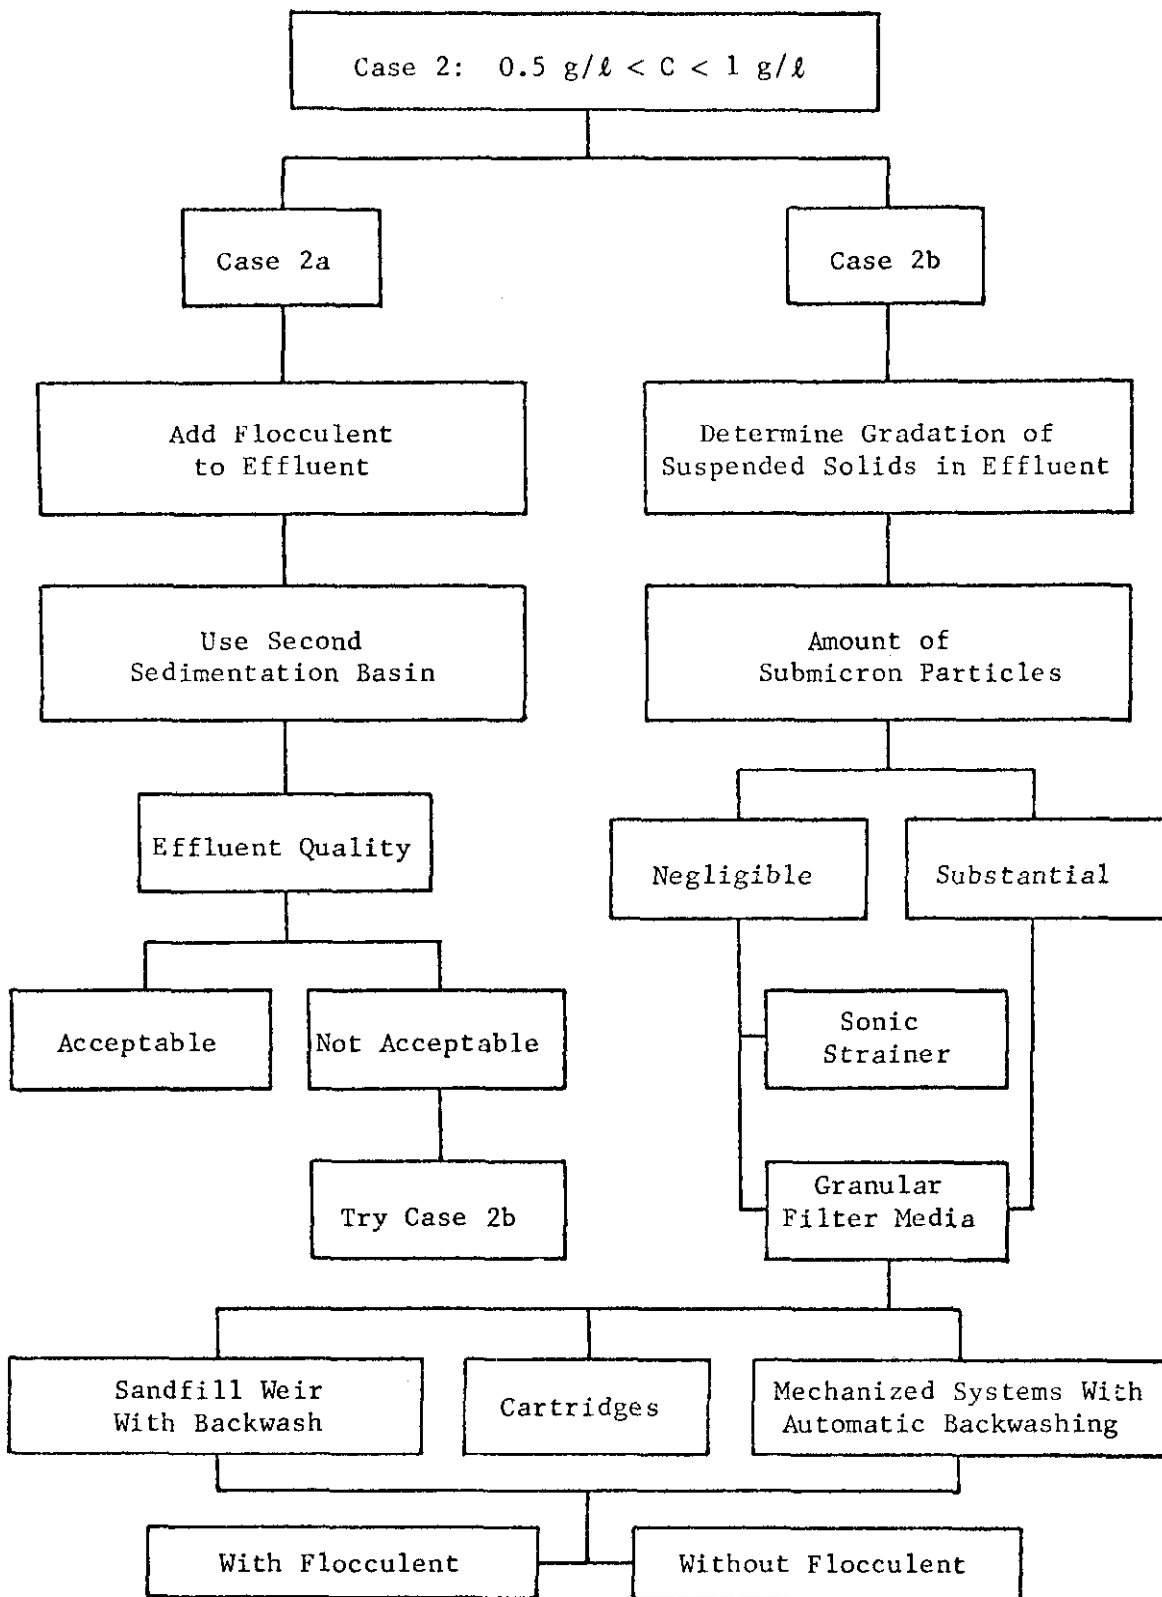 Case 2: 0.5 g/ℓ < C < 1 g/ℓ
Case 2a
Case 2b
Add Flocculent
to Effluent
Determine Gradation of
Suspended Solids in Effluent
Use Second
Sedimentation Basin
Amount of
Submicron Particles
Effluent Quality
Negligible
Substantial
Acceptable
Not Acceptable
Sonic
Strainer
Try Case 2b
Granular
Filter Media
Sandfill Weir
With Backwash
Cartridges
Mechanized Systems With
Automatic Backwashing
With Flocculent
Without Flocculent